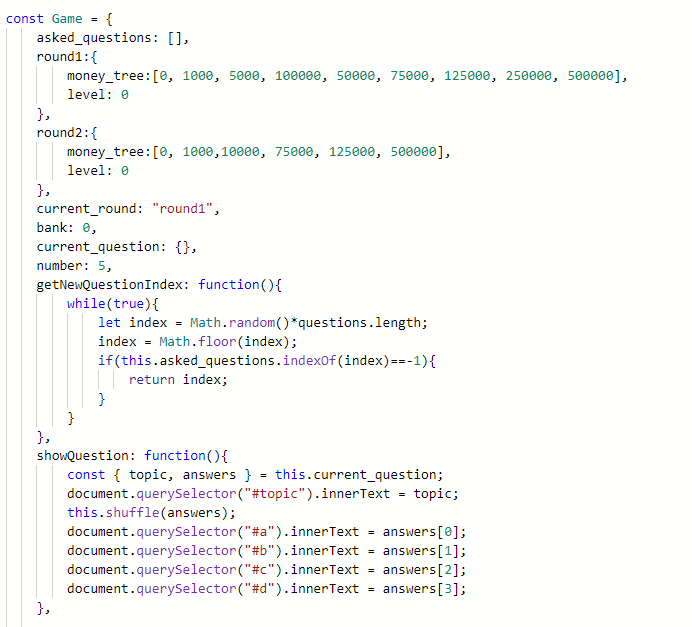 const Game = {
asked_questions: [],
round1:{
money_tree:[0, 1000, 5000, 100000, 50000, 75000, 125000, 250000, 500000],
level: 0
},
round2:{
money_tree:[0, 1000,10000, 75000, 125000, 500000],
level: 0
},
current_round: "round1",
bank: 0,
current_question: {},
number: 5,
getNewQuestionIndex: function(){
while(true){
let index = Math.random()*questions.length;
index = Math.floor(index);
if(this.asked_questions.indexOf(index)==-1){
return index;
}
}
},
showQuestion: function(){
const { topic, answers } = this.current_question;
document.querySelector("#topic").innerText = topic;
this.shuffle(answers);
document.querySelector("#a").innerText = answers[0];
document.querySelector("#b").innerText = answers[1];
document.querySelector("#c").innerText = answers[2];
document.querySelector("#d").innerText = answers[3];
},